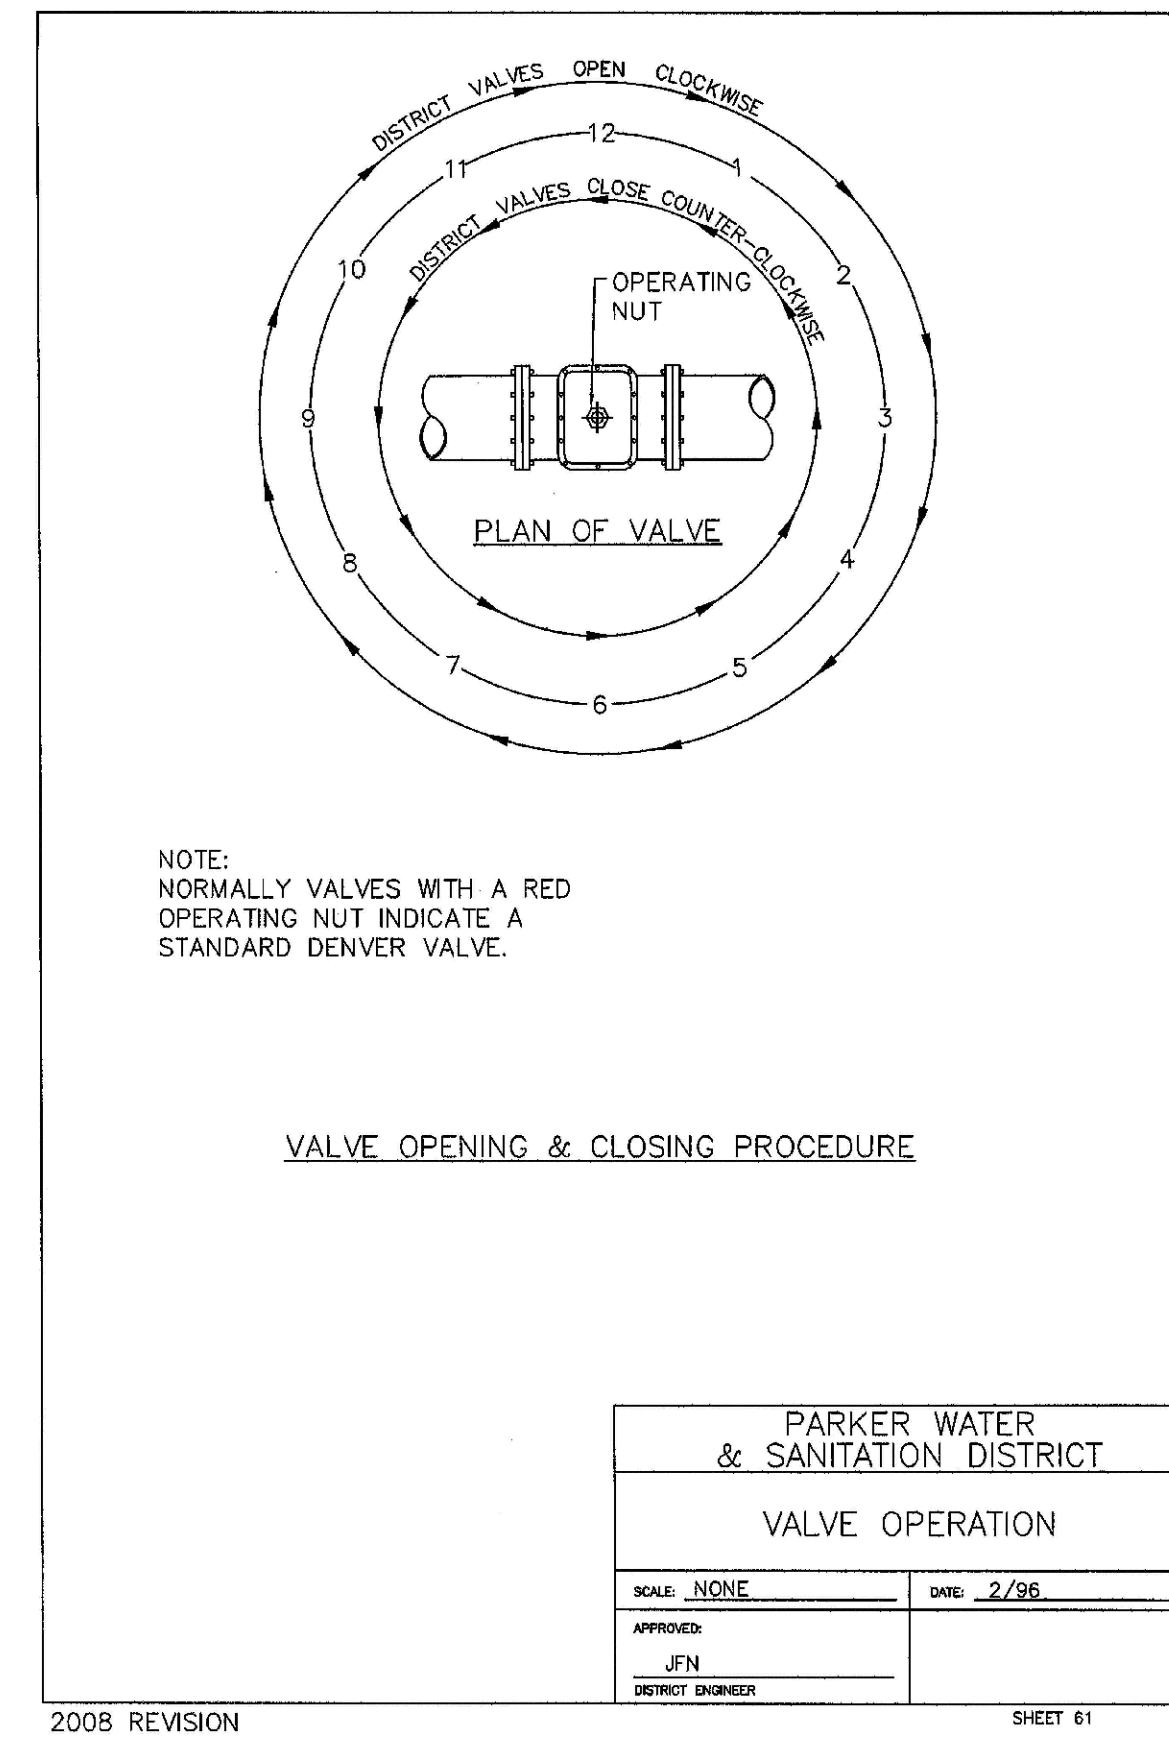 DISTRICT VALVES OPEN CLOCKWISE
12
1
2
3
4
5
6
7
8
9
10
11
DISTRICT VALVES CLOSE COUNTER-CLOCKWISE
OPERATING
NUT
PLAN OF VALVE
NOTE:
NORMALLY VALVES WITH A RED
OPERATING NUT INDICATE A
STANDARD DENVER VALVE.
VALVE OPENING & CLOSING PROCEDURE
PARKER WATER
& SANITATION DISTRICT
VALVE OPERATION
SCALE: NONE
DATE: 2/96
APPROVED:
JFN
DISTRICT ENGINEER
2008 REVISION
SHEET 61